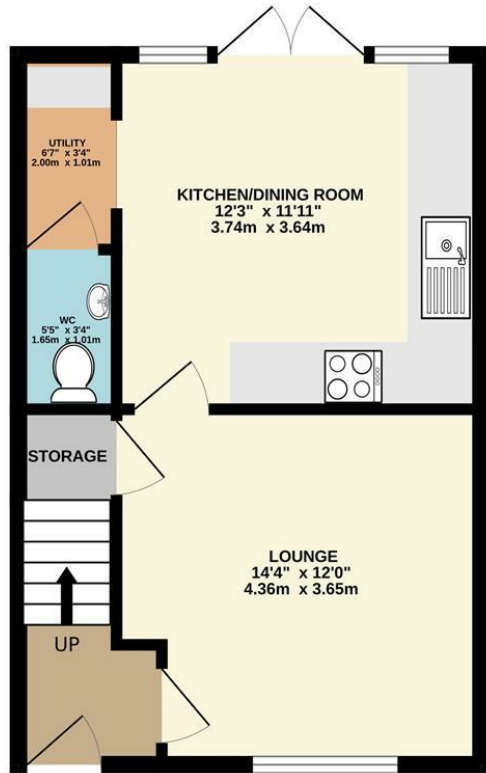 UTILITY
6'7" x 3'4"
2.00m x 1.01m
KITCHEN/DINING ROOM
12'3" x 11'11"
3.74m x 3.64m
WC
5'5" x 3'4"
1.65m x 1.01m
STORAGE
LOUNGE
14'4" x 12'0"
4.36m x 3.65m
UP